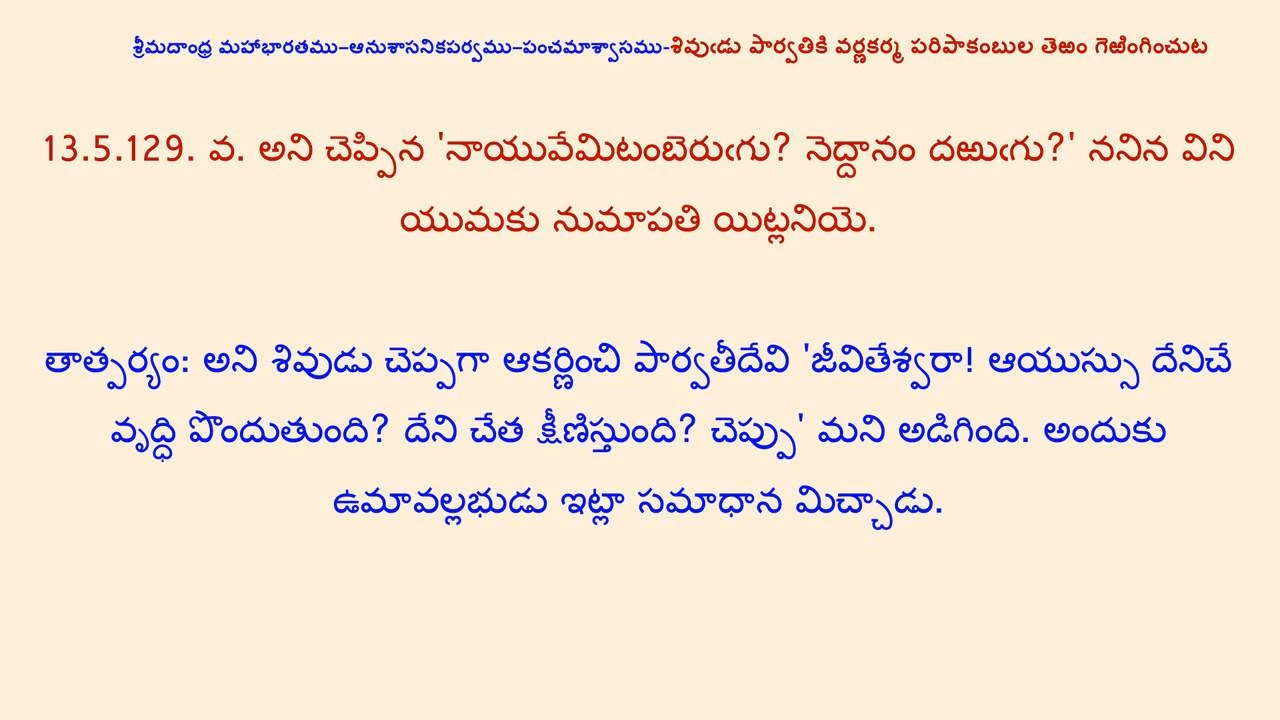 శ్రీమదాంధ్ర మహాభారతము–ఆనుశాసనికపర్వము–పంచమాశ్వాసము-శివుఁడు పార్వతికి వర్ణకర్మ పరిపాకంబుల తెఱం గెఱింగించుట
13.5.129. వ. అని చెప్పిన 'నాయువేమిటంబెరుఁగు? నెద్దానం దఱుఁగు?' ననిన విని
యుమకు నుమాపతి యిట్లనియె.
తాత్పర్యం: అని శివుడు చెప్పగా ఆకర్ణించి పార్వతీదేవి 'జీవితేశ్వరా! ఆయుస్సు దేనిచే
వృద్ధి పొందుతుంది? దేని చేత క్షీణిస్తుంది? చెప్పు' మని అడిగింది. అందుకు
ఉమావల్లభుడు ఇట్లా సమాధాన మిచ్చాడు.